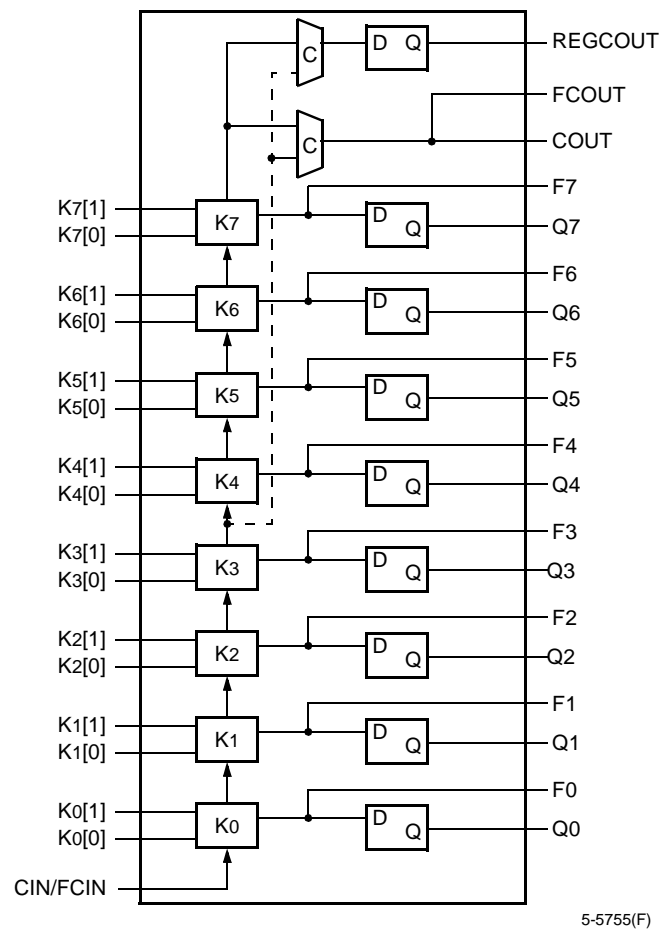 C
D Q
REGCOUT
FCOUT
C
COUT
F7
K7[1]
K7[0]
K7
D
Q
Q7
F6
K6[1]
K6[0]
K6
D
Q
Q6
F5
K5[1]
K5[0]
K5
D
Q
Q5
F4
K4[1]
K4[0]
K4
D
Q
Q4
F3
K3[1]
K3[0]
K3
D
Q
Q3
F2
K2[1]
K2[0]
K2
D
Q
Q2
F1
K1[1]
K1[0]
K1
D
Q
Q1
F0
K0[1]
K0[0]
K0
D
Q
Q0
CIN/FCIN
5-5755(F)